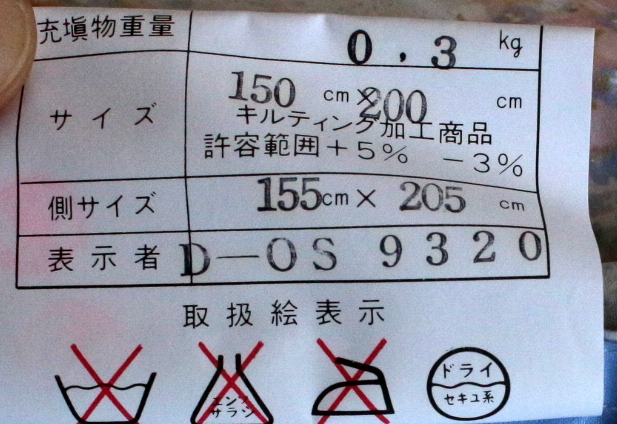 充塡物重量 0.3 kg
サイズ 150 cm × 200 cm
キルティング加工商品
許容範囲+5% −3%
側サイズ 155cm× 205 cm
表示者 D-OS 9320
取扱絵表示
エンソ
サラシ
ドライ
セキユ系